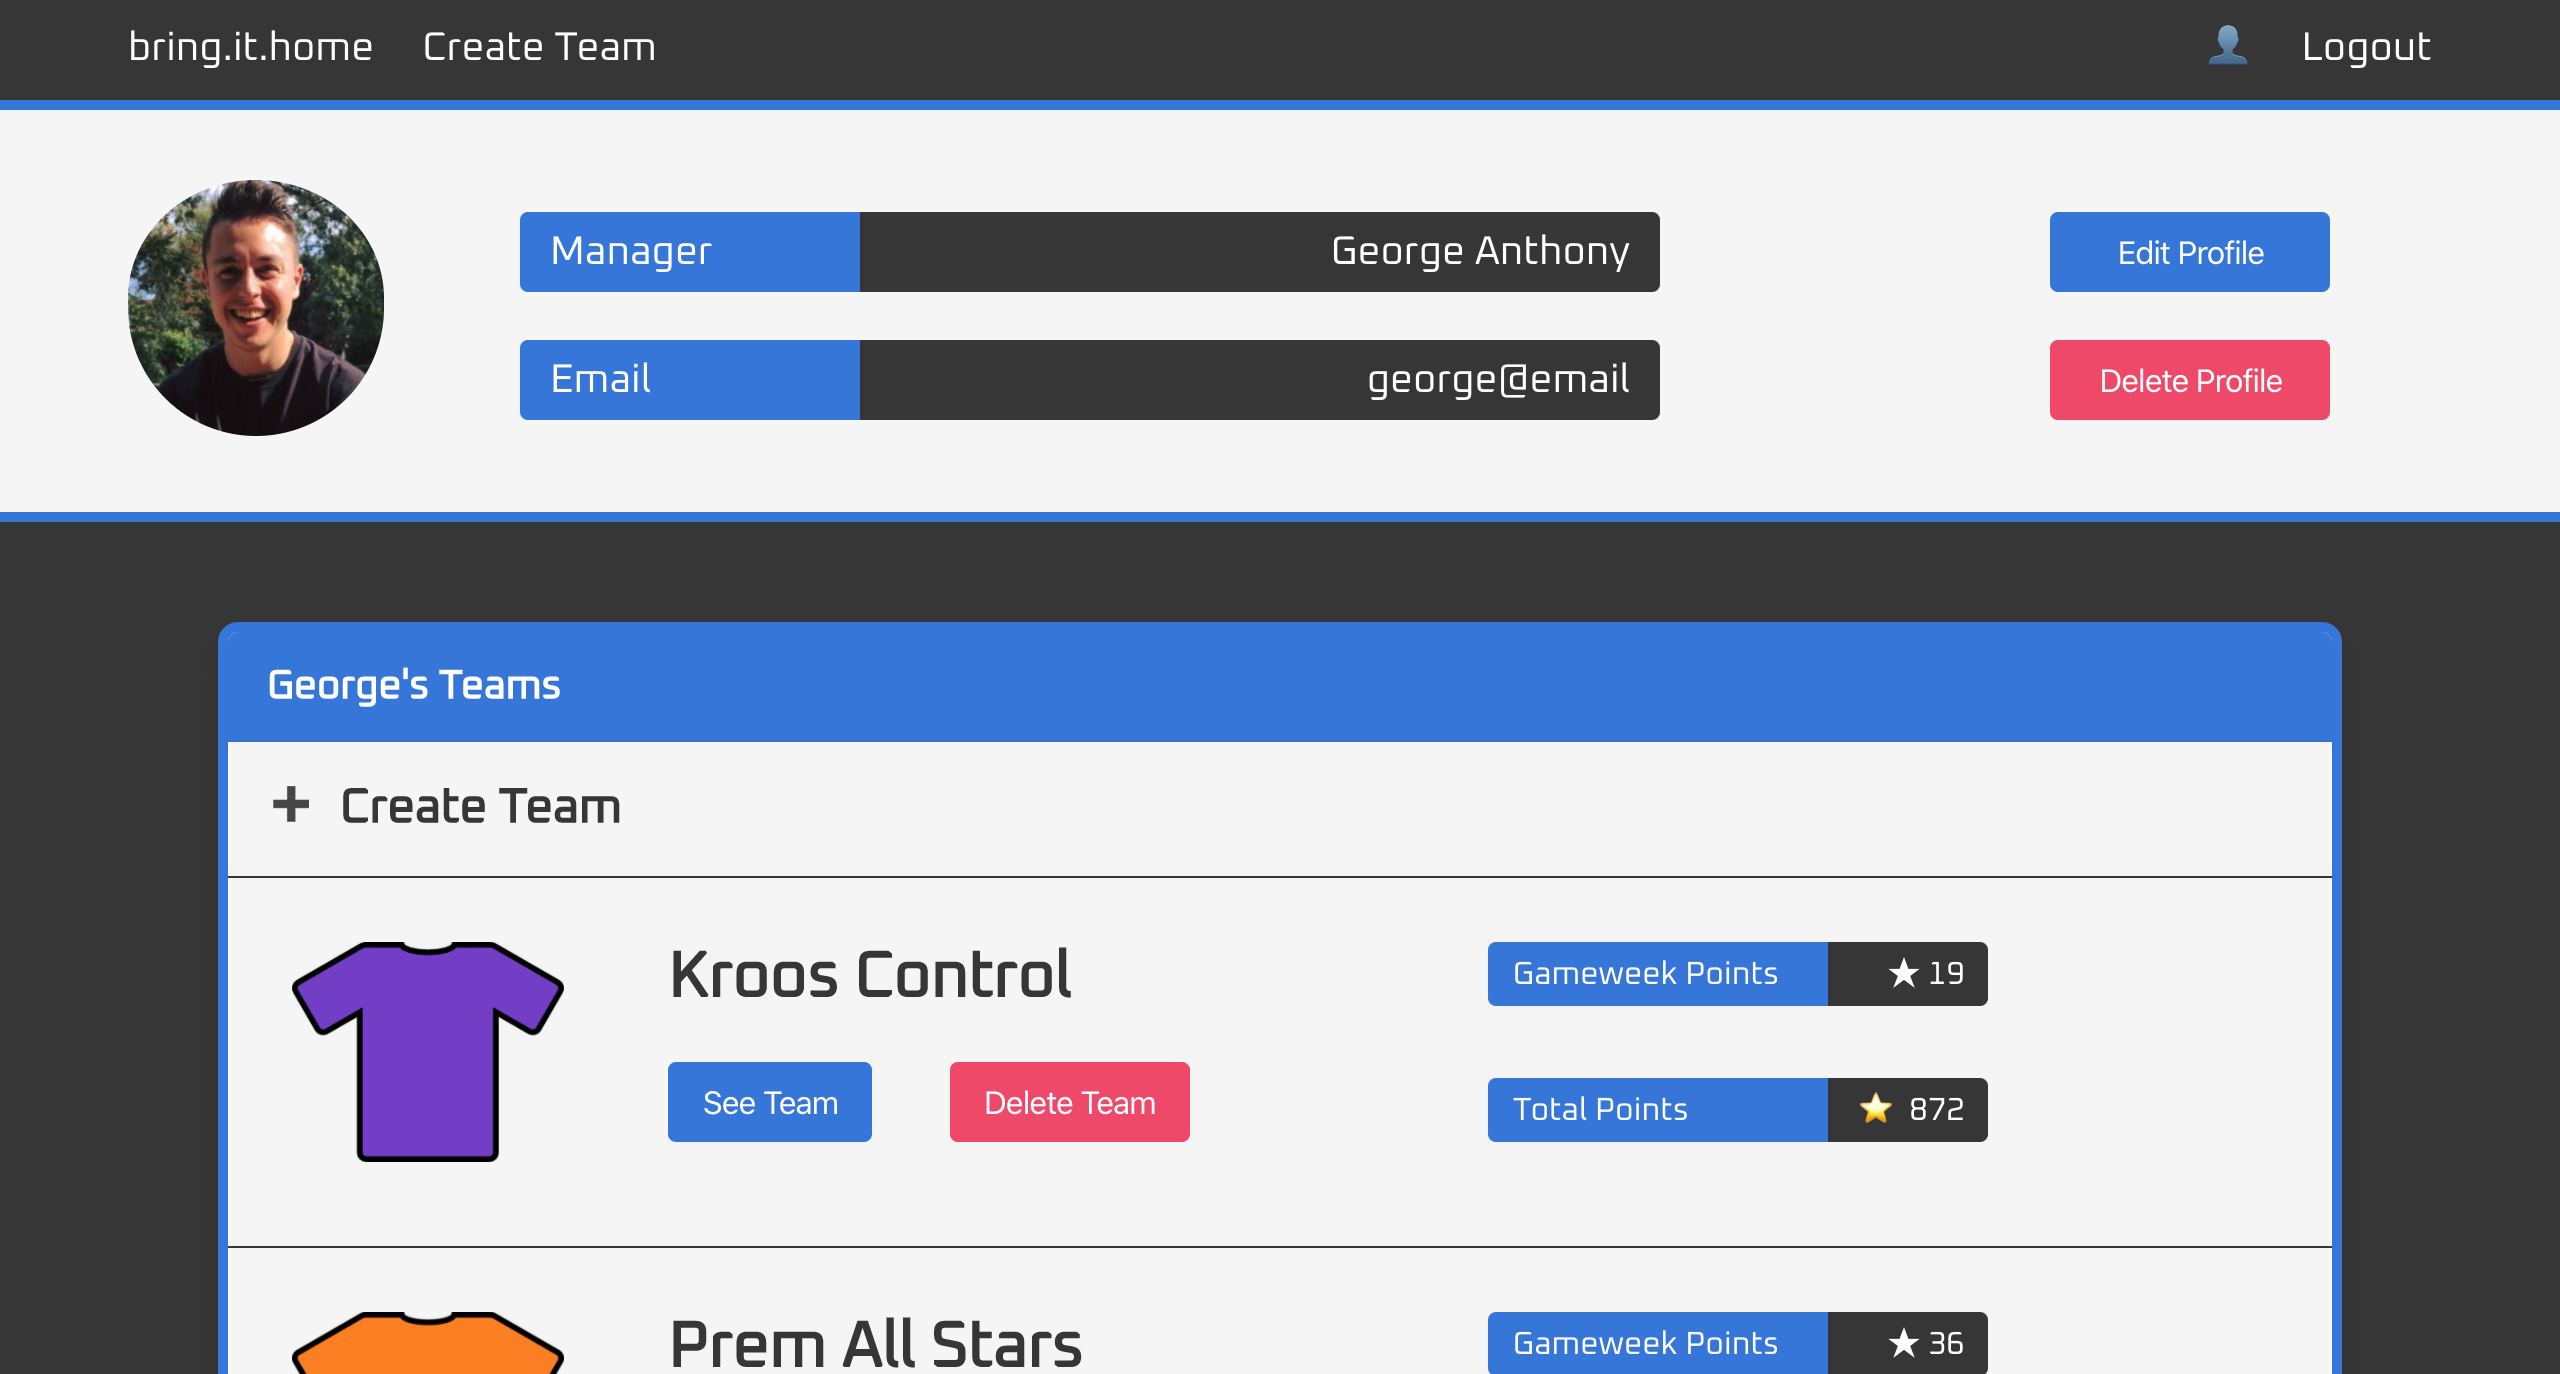 bring.it.home Create Team Logout
Manager George Anthony
Edit Profile
Email george@email
Delete Profile
George's Teams
Create Team
Kroos Control
Gameweek Points ★ 19
See Team Delete Team
Total Points ⭐ 872
Prem All Stars
Gameweek Points ★ 36